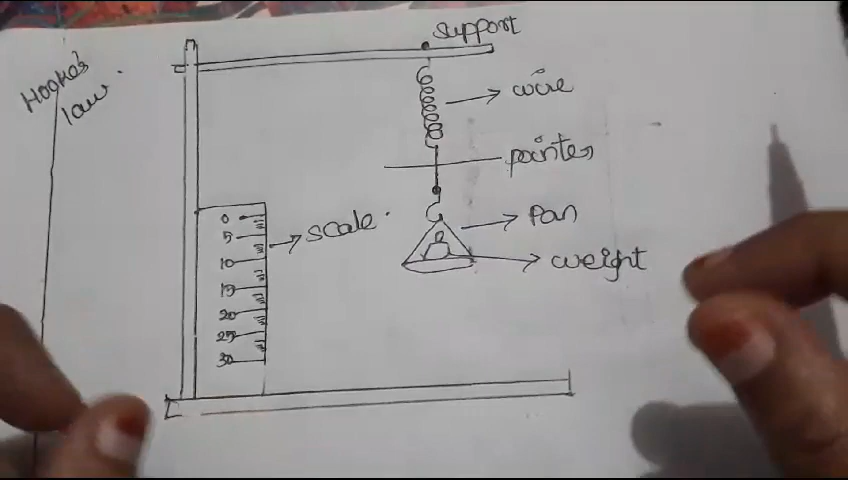 Hooke's
law.
support
wire
pointer
0
5
scale.
Pan
10
weight
15
20
25
30